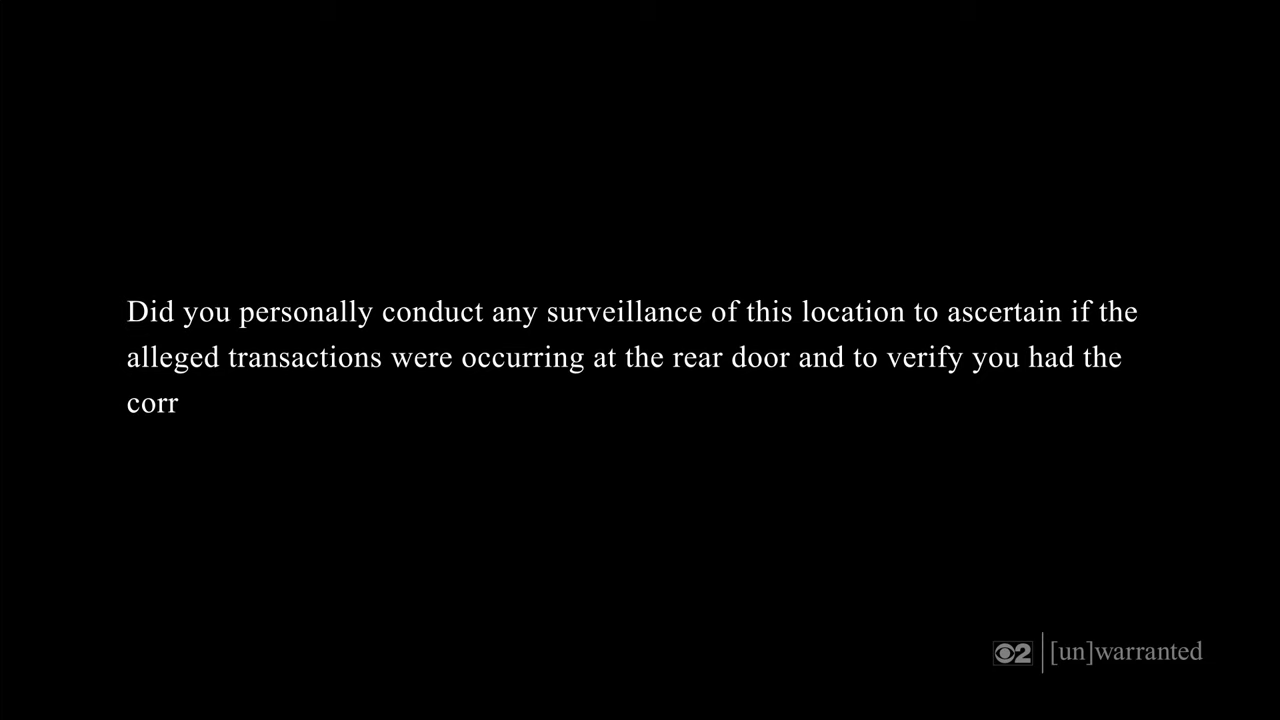 Did you personally conduct any surveillance of this location to ascertain if the
alleged transactions were occurring at the rear door and to verify you had the
corr
2 [un]warranted